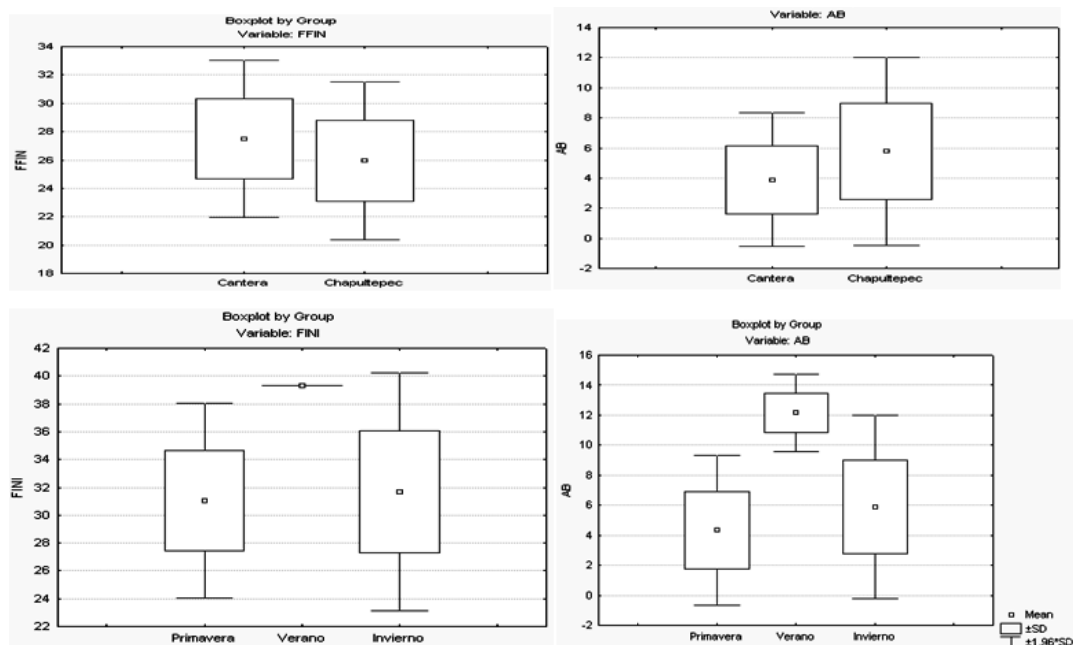 Boxplot by Group
Variable: FFIN
34
32
30
28
26
24
22
20
18
FFIN
Cantera Chapultepec
Variable: AB
14
12
10
8
6
4
2
0
-2
AB
Cantera Chapultepec
Boxplot by Group
Variable: FINI
42
40
38
36
34
32
30
28
26
24
22
FINI
Primavera Verano Invierno
Boxplot by Group
Variable: AB
16
14
12
10
8
6
4
2
0
-2
AB
Primavera Verano Invierno
Mean
±SD
±1.96*SD